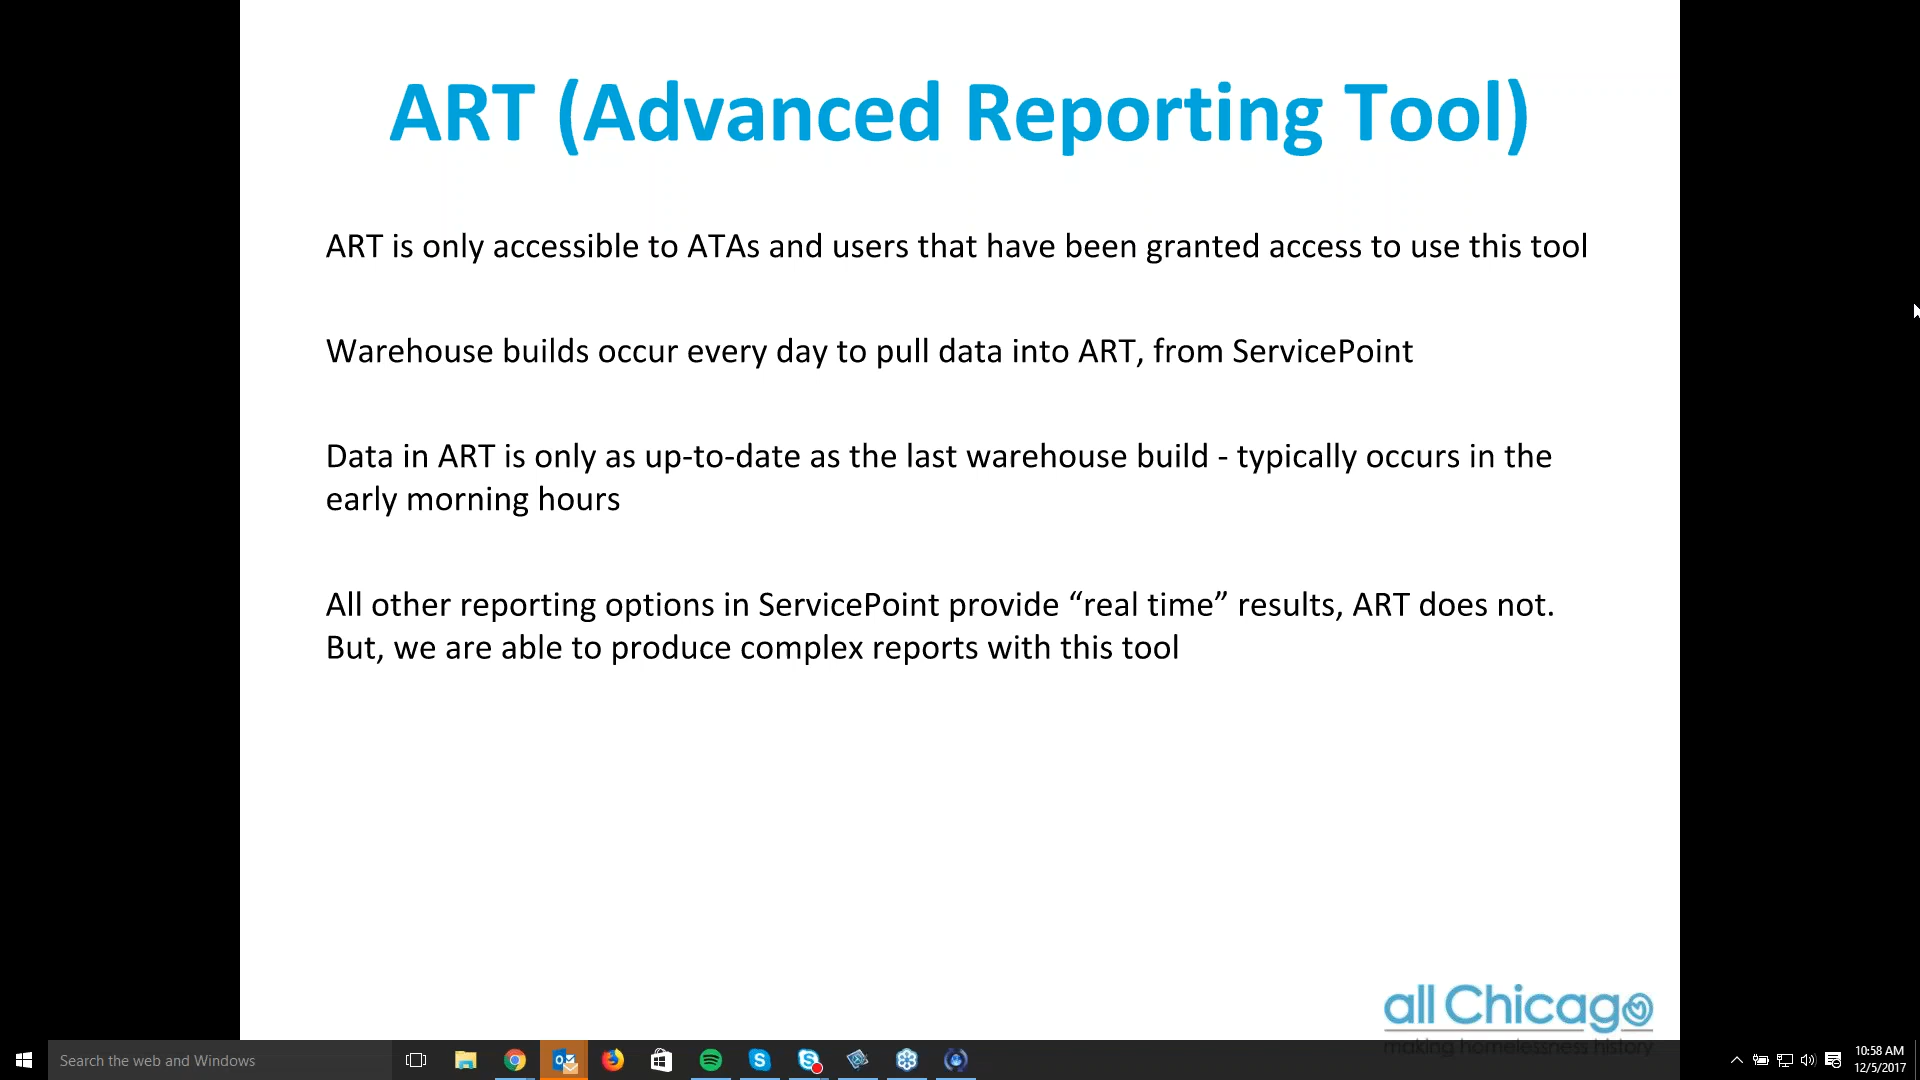 ART (Advanced Reporting Tool)
ART is only accessible to ATAs and users that have been granted access to use this tool
Warehouse builds occur every day to pull data into ART, from ServicePoint
Data in ART is only as up-to-date as the last warehouse build - typically occurs in the
early morning hours
All other reporting options in ServicePoint provide “real time” results, ART does not.
But, we are able to produce complex reports with this tool
all Chicago
making homelessness history
Search the web and Windows
10:58 AM
12/5/2017